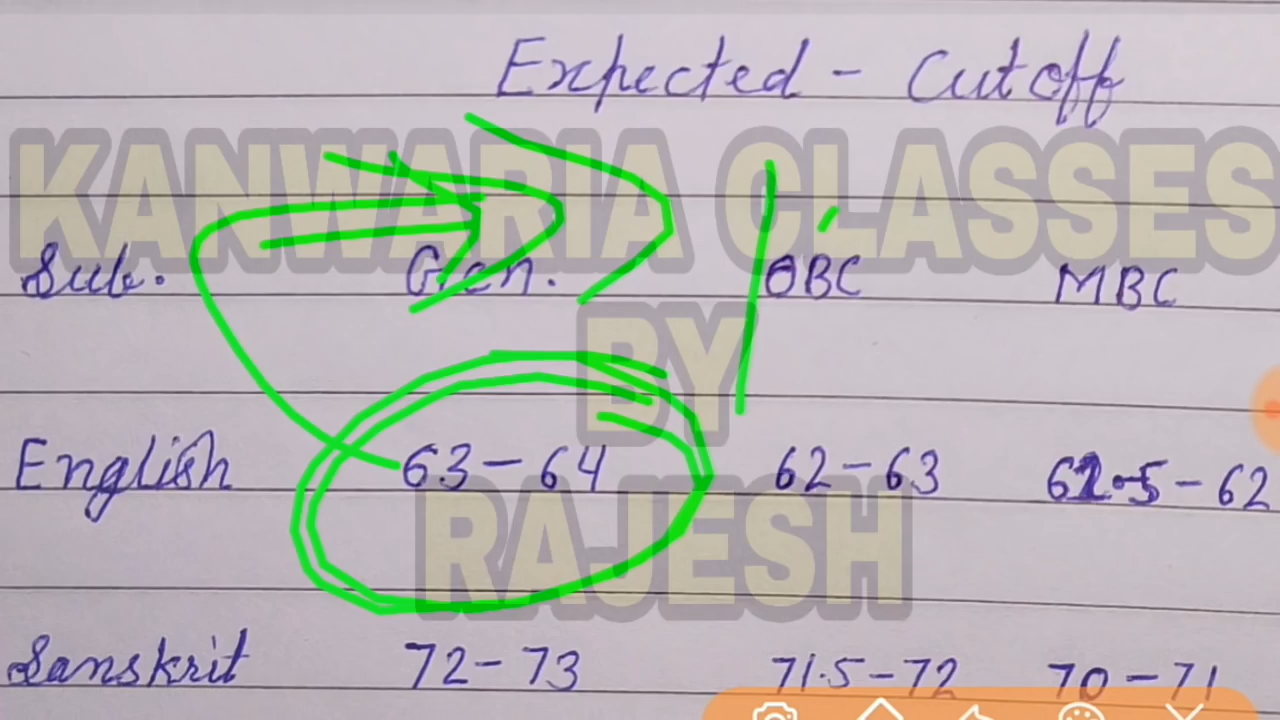 Expected - Cutoff
KANWARIA CLASSES
Sub. Gen. OBC MBC
BY
English 63-64 62-63 61.5-62
RAJESH
Sanskrit 72-73 71.5-72 70-71